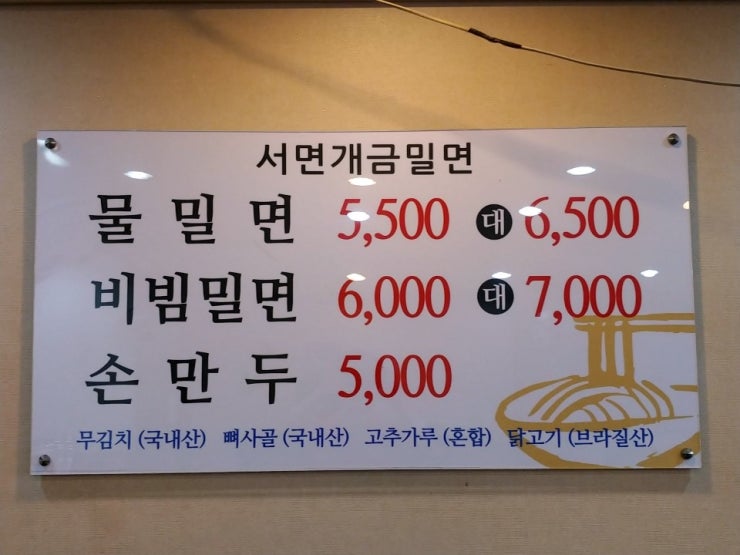 서면개금밀면
물밀면 5,500 대 6,500
비빔밀면 6,000 대 7,000
손만두 5,000
무김치 (국내산) 뼈사골 (국내산) 고추가루 (혼합) 닭고기 (브라질산)